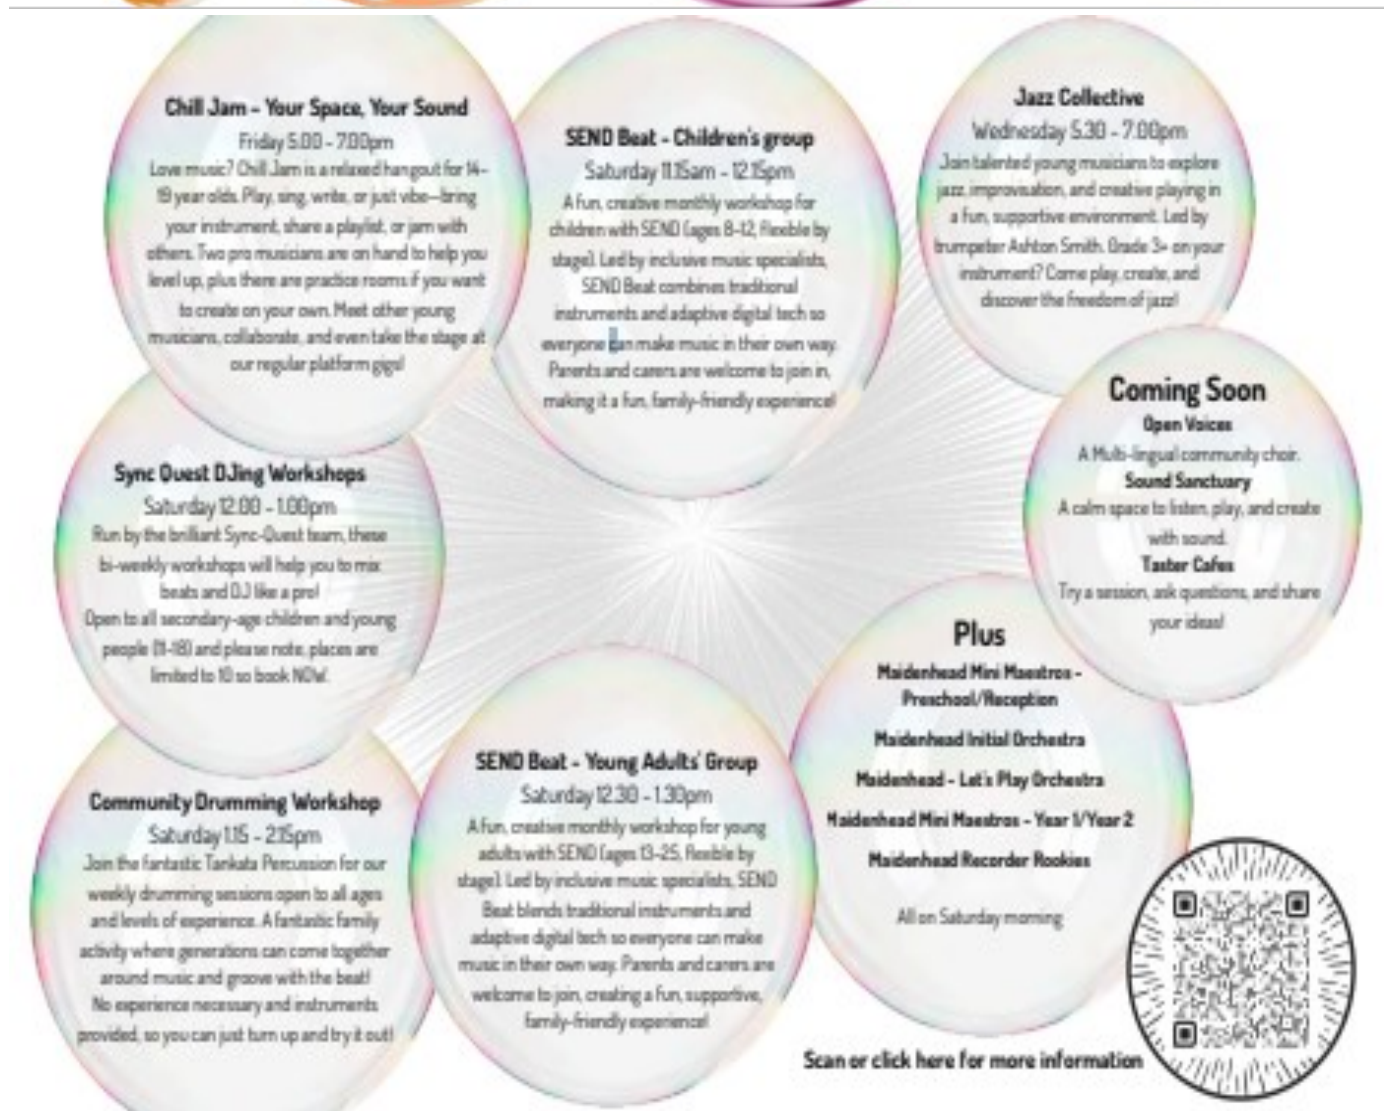 Chill Jam - Your Space, Your Sound
Friday 5.00 - 7.00pm
Love music? Chill Jam is a relaxed hangout for 14-
19 year olds. Play, sing, write, or just vibe—bring
your instrument, share a playlist, or jam with
others. Two pro musicians are on hand to help you
level up, plus there are practice rooms if you want
to create on your own. Meet other young
musicians, collaborate, and even take the stage at
our regular platform gigs!
SEND Beat - Children's group
Saturday 11.15am - 12.15pm
A fun, creative monthly workshop for
children with SEND (ages 8-12, flexible by
stage). Led by inclusive music specialists,
SEND Beat combines traditional
instruments and adaptive digital tech so
everyone can make music in their own way.
Parents and carers are welcome to join in,
making it a fun, family-friendly experience!
Jazz Collective
Wednesday 5.30 - 7.00pm
Join talented young musicians to explore
jazz, improvisation, and creative playing in
a fun, supportive environment. Led by
trumpeter Ashton Smith. Grade 3+ on your
instrument? Come play, create, and
discover the freedom of jazz!
Coming Soon
Open Voices
A Multi-lingual community choir.
Sound Sanctuary
A calm space to listen, play, and create
with sound.
Taster Cafes
Try a session, ask questions, and share
your ideas!
Sync Quest DJing Workshops
Saturday 12.00 - 1.00pm
Run by the brilliant Sync-Quest team, these
bi-weekly workshops will help you to mix
beats and DJ like a pro!
Open to all secondary-age children and young
people (11-18) and please note, places are
limited to 10 so book NOW.
Plus
Maidenhead Mini Maestros -
Preschool/Reception
Maidenhead Initial Orchestra
Maidenhead - Let's Play Orchestra
Maidenhead Mini Maestros - Year 1/Year 2
Maidenhead Recorder Rookies
All on Saturday morning
Community Drumming Workshop
Saturday 1.15 - 2.15pm
Join the fantastic Tankata Percussion for our
weekly drumming sessions open to all ages
and levels of experience. A fantastic family
activity where generations can come together
around music and groove with the beat!
No experience necessary and instruments
provided, so you can just turn up and try it out!
SEND Beat - Young Adults' Group
Saturday 12.30 - 1.30pm
A fun, creative monthly workshop for young
adults with SEND (ages 13-25, flexible by
stage). Led by inclusive music specialists, SEND
Beat blends traditional instruments and
adaptive digital tech so everyone can make
music in their own way. Parents and carers are
welcome to join, creating a fun, supportive,
family-friendly experience!
Scan or click here for more information